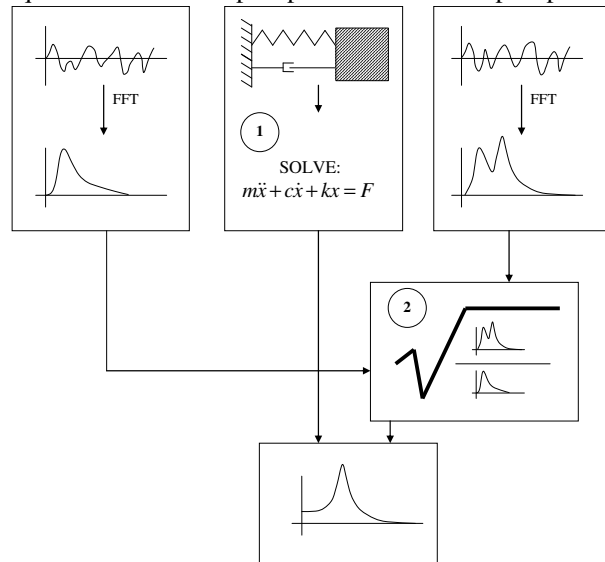 FFT
1
SOLVE:
mẍ + cẋ + kx = F
FFT
2